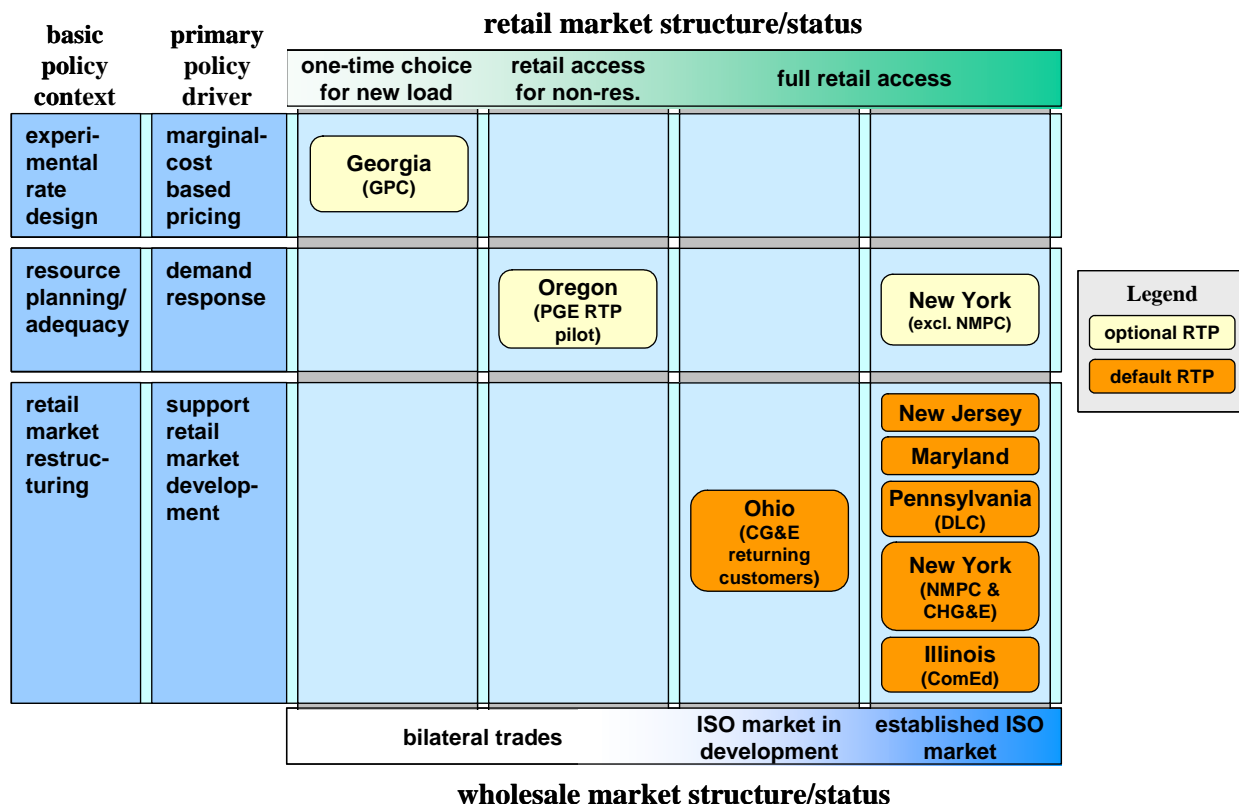 retail market structure/status
basic
policy
context
primary
policy
driver
one-time choice
for new load
retail access
for non-res.
full retail access
experi-
mental
rate
design
marginal-
cost
based
pricing
Georgia
(GPC)
resource
planning/
adequacy
demand
response
Oregon
(PGE RTP
pilot)
New York
(excl. NMPC)
Legend
optional RTP
default RTP
retail
market
restruc-
turing
support
retail
market
develop-
ment
Ohio
(CG&E
returning
customers)
New Jersey
Maryland
Pennsylvania
(DLC)
New York
(NMPC &
CHG&E)
Illinois
(ComEd)
bilateral trades
ISO market in
development
established ISO
market
wholesale market structure/status